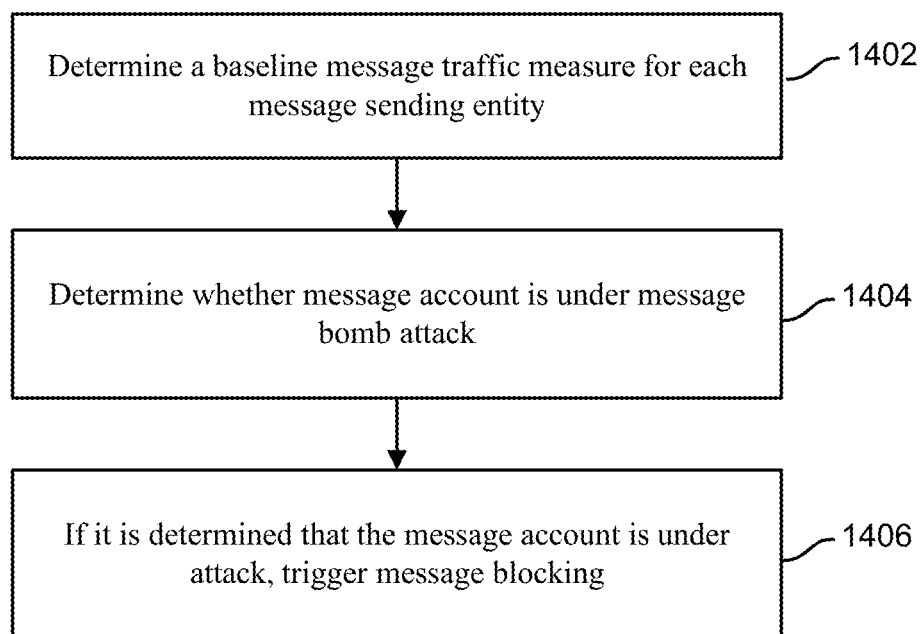 Determine a baseline message traffic measure for each
message sending entity
1402
Determine whether message account is under message
bomb attack
1404
If it is determined that the message account is under
attack, trigger message blocking
1406